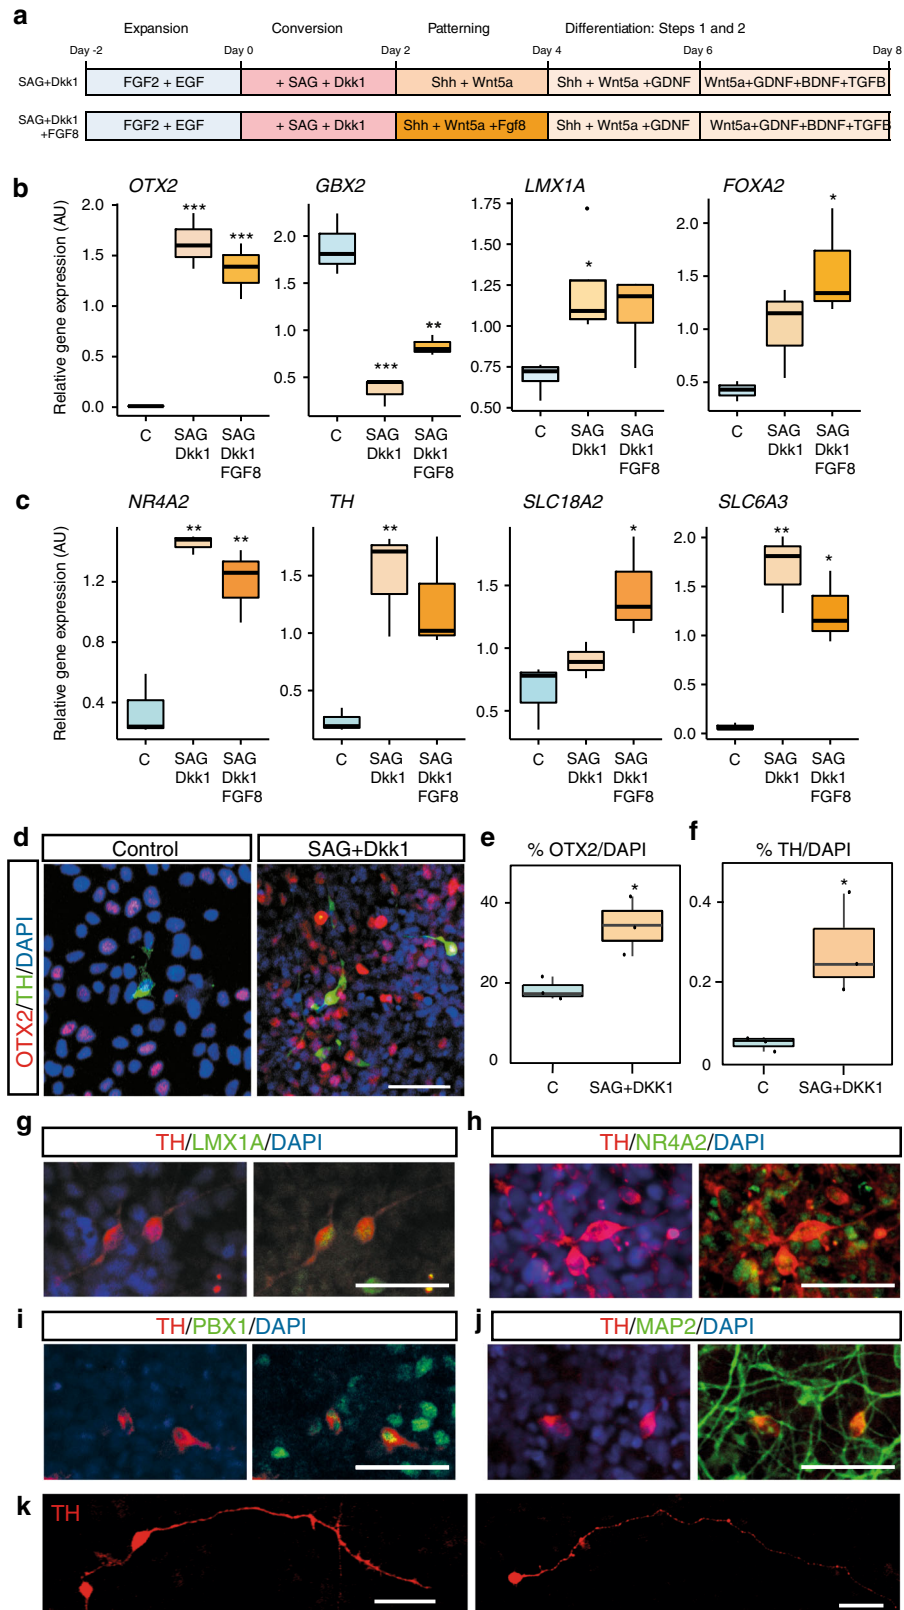 a
Expansion Conversion Patterning Differentiation: Steps 1 and 2
Day -2 Day 0 Day 2 Day 4 Day 6 Day 8
SAG+Dkk1 FGF2 + EGF + SAG + Dkk1 Shh + Wnt5a Shh + Wnt5a +GDNF Wnt5a+GDNF+BDNF+TGFB
SAG+Dkk1
+FGF8 FGF2 + EGF + SAG + Dkk1 Shh + Wnt5a +Fgf8 Shh + Wnt5a +GDNF Wnt5a+GDNF+BDNF+TGFB
b
Relative gene expression (AU)
OTX2
2.0
1.5
1.0
0.5
0.0
***
***
C SAG SAG
Dkk1 Dkk1
FGF8
GBX2
2.0
1.5
1.0
0.5
***
**
C SAG SAG
Dkk1 Dkk1
FGF8
LMX1A
1.75
1.50
1.25
1.00
0.75
0.50
*
C SAG SAG
Dkk1 Dkk1
FGF8
FOXA2
2.0
1.5
1.0
0.5
*
C SAG SAG
Dkk1 Dkk1
FGF8
c
Relative gene expression (AU)
NR4A2
1.2
0.8
0.4
**
**
C SAG SAG
Dkk1 Dkk1
FGF8
TH
1.5
1.0
0.5
**
C SAG SAG
Dkk1 Dkk1
FGF8
SLC18A2
1.5
1.0
0.5
*
C SAG SAG
Dkk1 Dkk1
FGF8
SLC6A3
2.0
1.5
1.0
0.5
0.0
**
*
C SAG SAG
Dkk1 Dkk1
FGF8
d
Control SAG+Dkk1
OTX2/TH/DAPI
e
% OTX2/DAPI
40
20
0
*
C SAG+DKK1
f
% TH/DAPI
0.4
0.2
0
*
C SAG+DKK1
g
TH/LMX1A/DAPI
h
TH/NR4A2/DAPI
i
TH/PBX1/DAPI
j
TH/MAP2/DAPI
k
TH